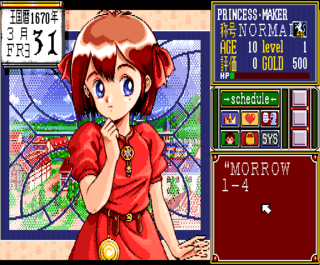 王国暦1670年
3月
FRI
31
PRINCESS・MAKER
称号 NORMAL
AGE 10 level 1
評価 0 GOLD 500
HP
→schedule←
SYS
“MORROW
1-4